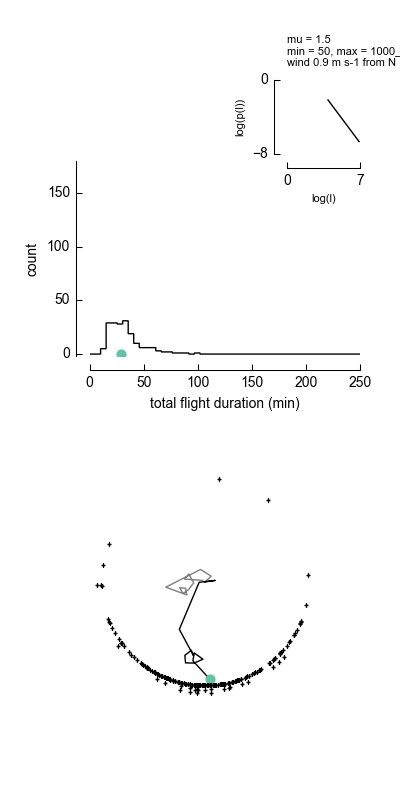 mu = 1.5
min = 50, max = 1000_
wind 0.9 m s-1 from N
0
log(p(l))
−8
0
7
log(l)
150
100
50
0
count
0
50
100
150
200
250
total flight duration (min)